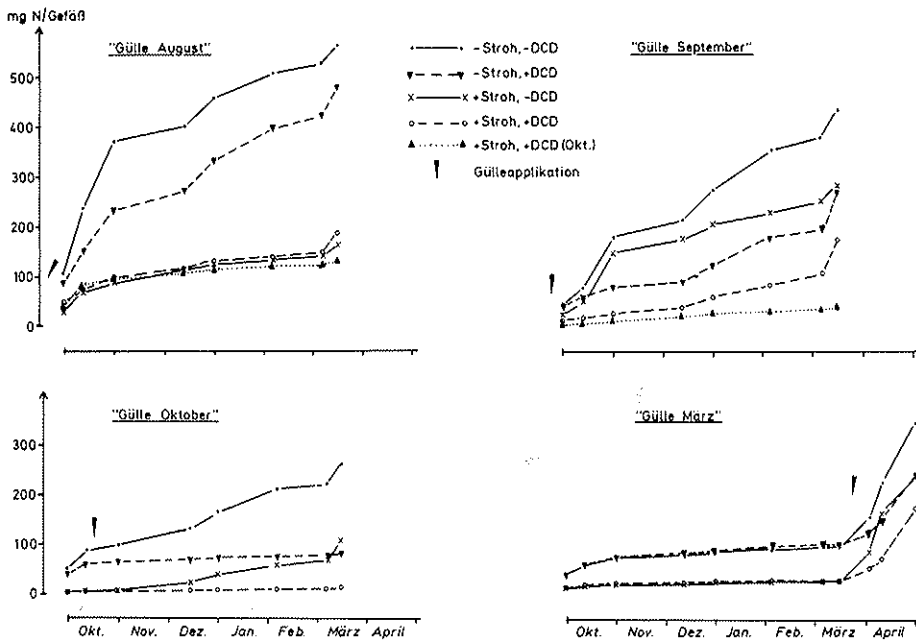 mg N/Gefäß
"Gülle August"
-Stroh, -DCD
-Stroh, +DCD
+Stroh, -DCD
+Stroh, +DCD
+Stroh, +DCD (Okt.)
Gülleapplikation
"Gülle September"
500
400
300
200
100
0
"Gülle Oktober"
"Gülle März"
300
200
100
0
Okt. Nov. Dez. Jan. Feb. März April
Okt. Nov. Dez. Jan. Feb. März April